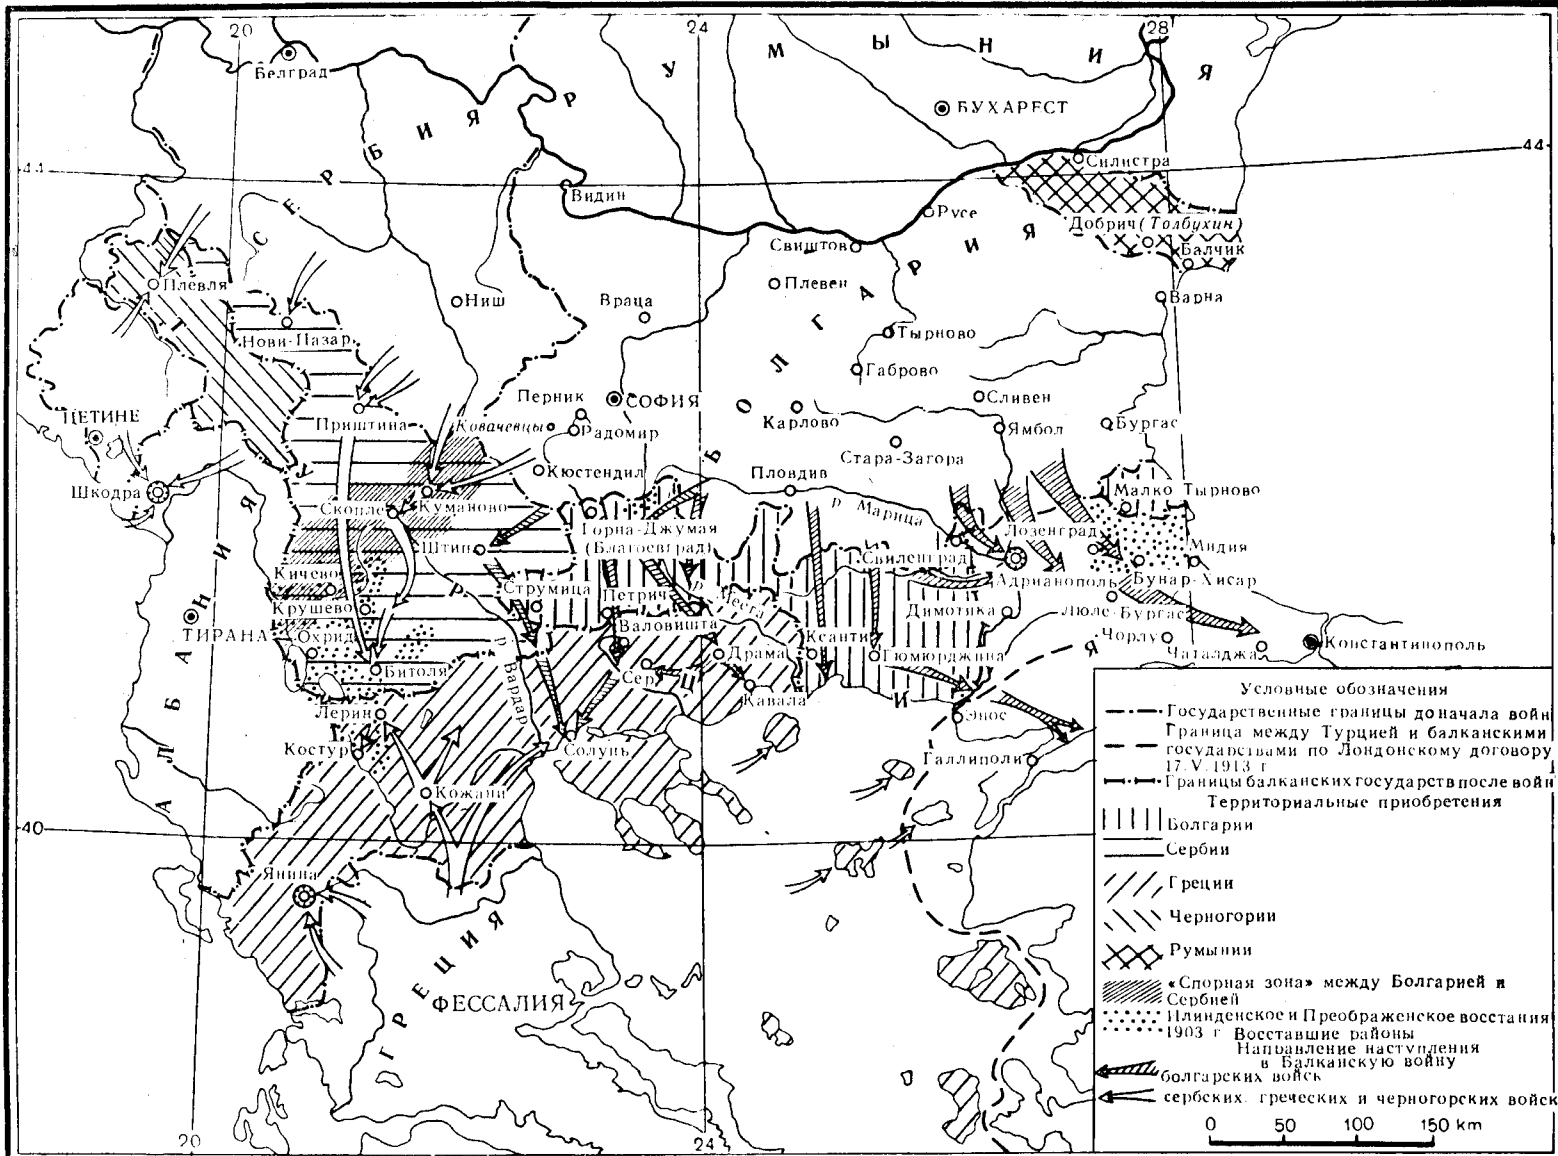 20
24
28
Белград
СЕРБИЯ
РУМЫНИЯ
БУХАРЕСТ
44
44
Силистра
Видин
Русе
Добрич (Толбухин)
Свиштов
Балчик
БОЛГАРИЯ
Плевля
Ниш
Враца
Плевен
Варна
Нови-Пазар
Тырново
Габрово
Перник
СОФИЯ
Сливен
ЦЕТИНЕ
Приштина
Ковачевцы
Радомир
Карлово
Ямбол
Бургас
Стара-Загора
Кюстендил
Пловдив
Шкодра
Скопле
Куманово
р. Марица
Малко Тырново
Горна-Джумая
(Благоевград)
Лозенград
Штип
Свиленград
Мидия
Кичево
Адрианополь
Бунар-Хисар
Струмица
Петрич
р. Места
Крушево
Димотика
Люле-Бургас
ТИРАНА
Валовишта
Охрид
Драма
Ксанти
Гюмюрджина
Чорлу
Чаталджа
Константинополь
Битоля
р. Вардар
Сер
Кавала
ТУРЦИЯ
АЛБАНИЯ
Лерин
Энос
Костур
Солунь
Галлиполи
Кожани
40
Янина
ГРЕЦИЯ
ФЕССАЛИЯ
20
24
Условные обозначения
Государственные границы до начала войн
Граница между Турцией и балканскими
государствами по Лондонскому договору
17.V.1913 г
Границы балканских государств после войн
Территориальные приобретения
Болгарии
Сербии
Греции
Черногории
Румынии
«Спорная зона» между Болгарией и
Сербией
Илинденское и Преображенское восстания
1903 г Восставшие районы
Направление наступления
в Балканскую войну
болгарских войск
сербских, греческих и черногорских войск
0 50 100 150 km